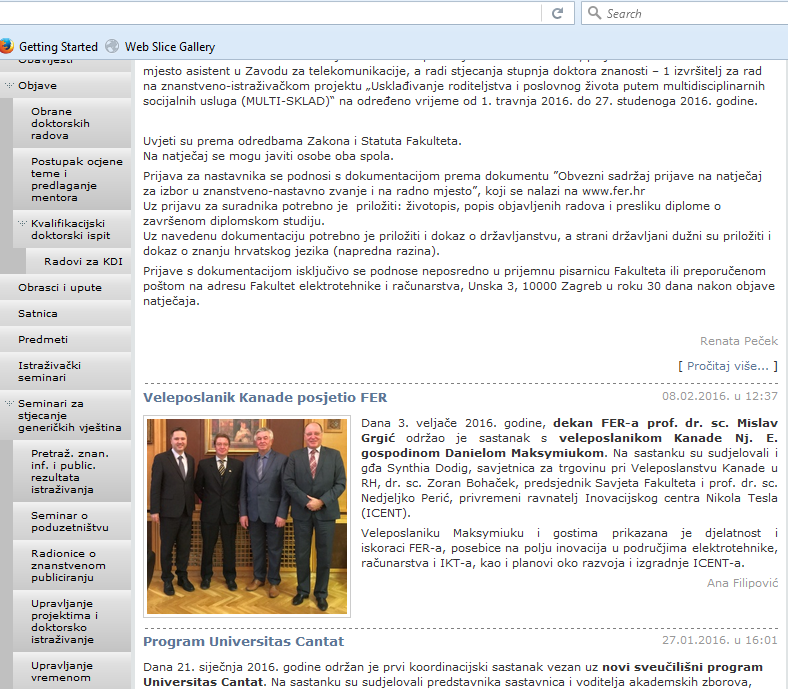 Search
Getting Started
Web Slice Gallery
Obavijesti
Objave
Obrane
doktorskih
radova
Postupak ocjene
teme i
predlaganje
mentora
Kvalifikacijski
doktorski ispit
Radovi za KDI
Obrasci i upute
Satnica
Predmeti
Istraživački
seminari
Seminari za
stjecanje
generičkih vještina
Pretraž. znan.
inf. i public.
rezultata
istraživanja
Seminar o
poduzetništvu
Radionice o
znanstvenom
publiciranju
Upravljanje
projektima i
doktorsko
istraživanje
Upravljanje
vremenom
mjesto asistent u Zavodu za telekomunikacije, a radi stjecanja stupnja doktora znanosti – 1 izvršitelj za rad
na znanstveno-istraživačkom projektu „Usklađivanje roditeljstva i poslovnog života putem multidisciplinarnih
socijalnih usluga (MULTI-SKLAD)“ na određeno vrijeme od 1. travnja 2016. do 27. studenoga 2016. godine.
Uvjeti su prema odredbama Zakona i Statuta Fakulteta.
Na natječaj se mogu javiti osobe oba spola.
Prijava za nastavnika se podnosi s dokumentacijom prema dokumentu ”Obvezni sadržaj prijave na natječaj
za izbor u znanstveno-nastavno zvanje i na radno mjesto”, koji se nalazi na www.fer.hr
Uz prijavu za suradnika potrebno je priložiti: životopis, popis objavljenih radova i presliku diplome o
završenom diplomskom studiju.
Uz navedenu dokumentaciju potrebno je priložiti i dokaz o državljanstvu, a strani državljani dužni su priložiti i
dokaz o znanju hrvatskog jezika (napredna razina).
Prijave s dokumentacijom isključivo se podnose neposredno u prijemnu pisarnicu Fakulteta ili preporučenom
poštom na adresu Fakultet elektrotehnike i računarstva, Unska 3, 10000 Zagreb u roku 30 dana nakon objave
natječaja.
Renata Peček
[ Pročitaj više... ]
Veleposlanik Kanade posjetio FER
08.02.2016. u 12:37
Dana 3. veljače 2016. godine, dekan FER-a prof. dr. sc. Mislav
Grgić održao je sastanak s veleposlanikom Kanade Nj. E.
gospodinom Danielom Maksymiukom. Na sastanku su sudjelovali i
gđa Synthia Dodig, savjetnica za trgovinu pri Veleposlanstvu Kanade u
RH, dr. sc. Zoran Bohaček, predsjednik Savjeta Fakulteta i prof. dr. sc.
Nedjeljko Perić, privremeni ravnatelj Inovacijskog centra Nikola Tesla
(ICENT).
Veleposlaniku Maksymiuku i gostima prikazana je djelatnost i
iskoraci FER-a, posebice na polju inovacija u područjima elektrotehnike,
računarstva i IKT-a, kao i planovi oko razvoja i izgradnje ICENT-a.
Ana Filipović
Program Universitas Cantat
27.01.2016. u 16:01
Dana 21. siječnja 2016. godine održan je prvi koordinacijski sastanak vezan uz novi sveučilišni program
Universitas Cantat. Na sastanku su sudjelovali predstavnika sastavnica i voditelja akademskih zborova,